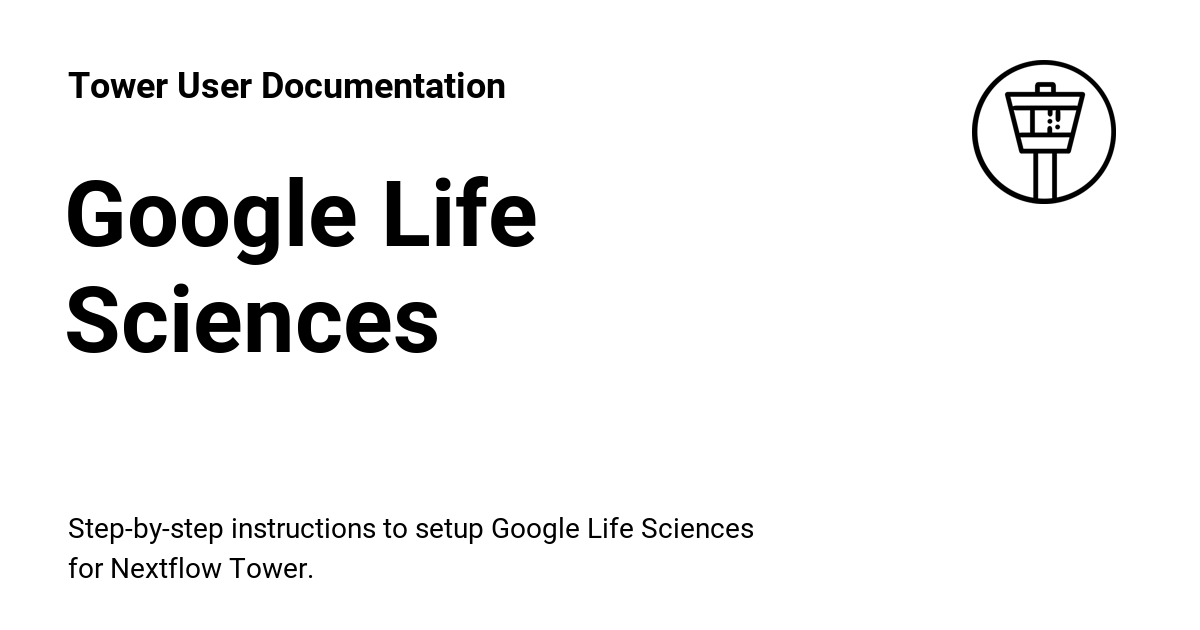 Tower User Documentation
Google Life
Sciences
Step-by-step instructions to setup Google Life Sciences
for Nextflow Tower.